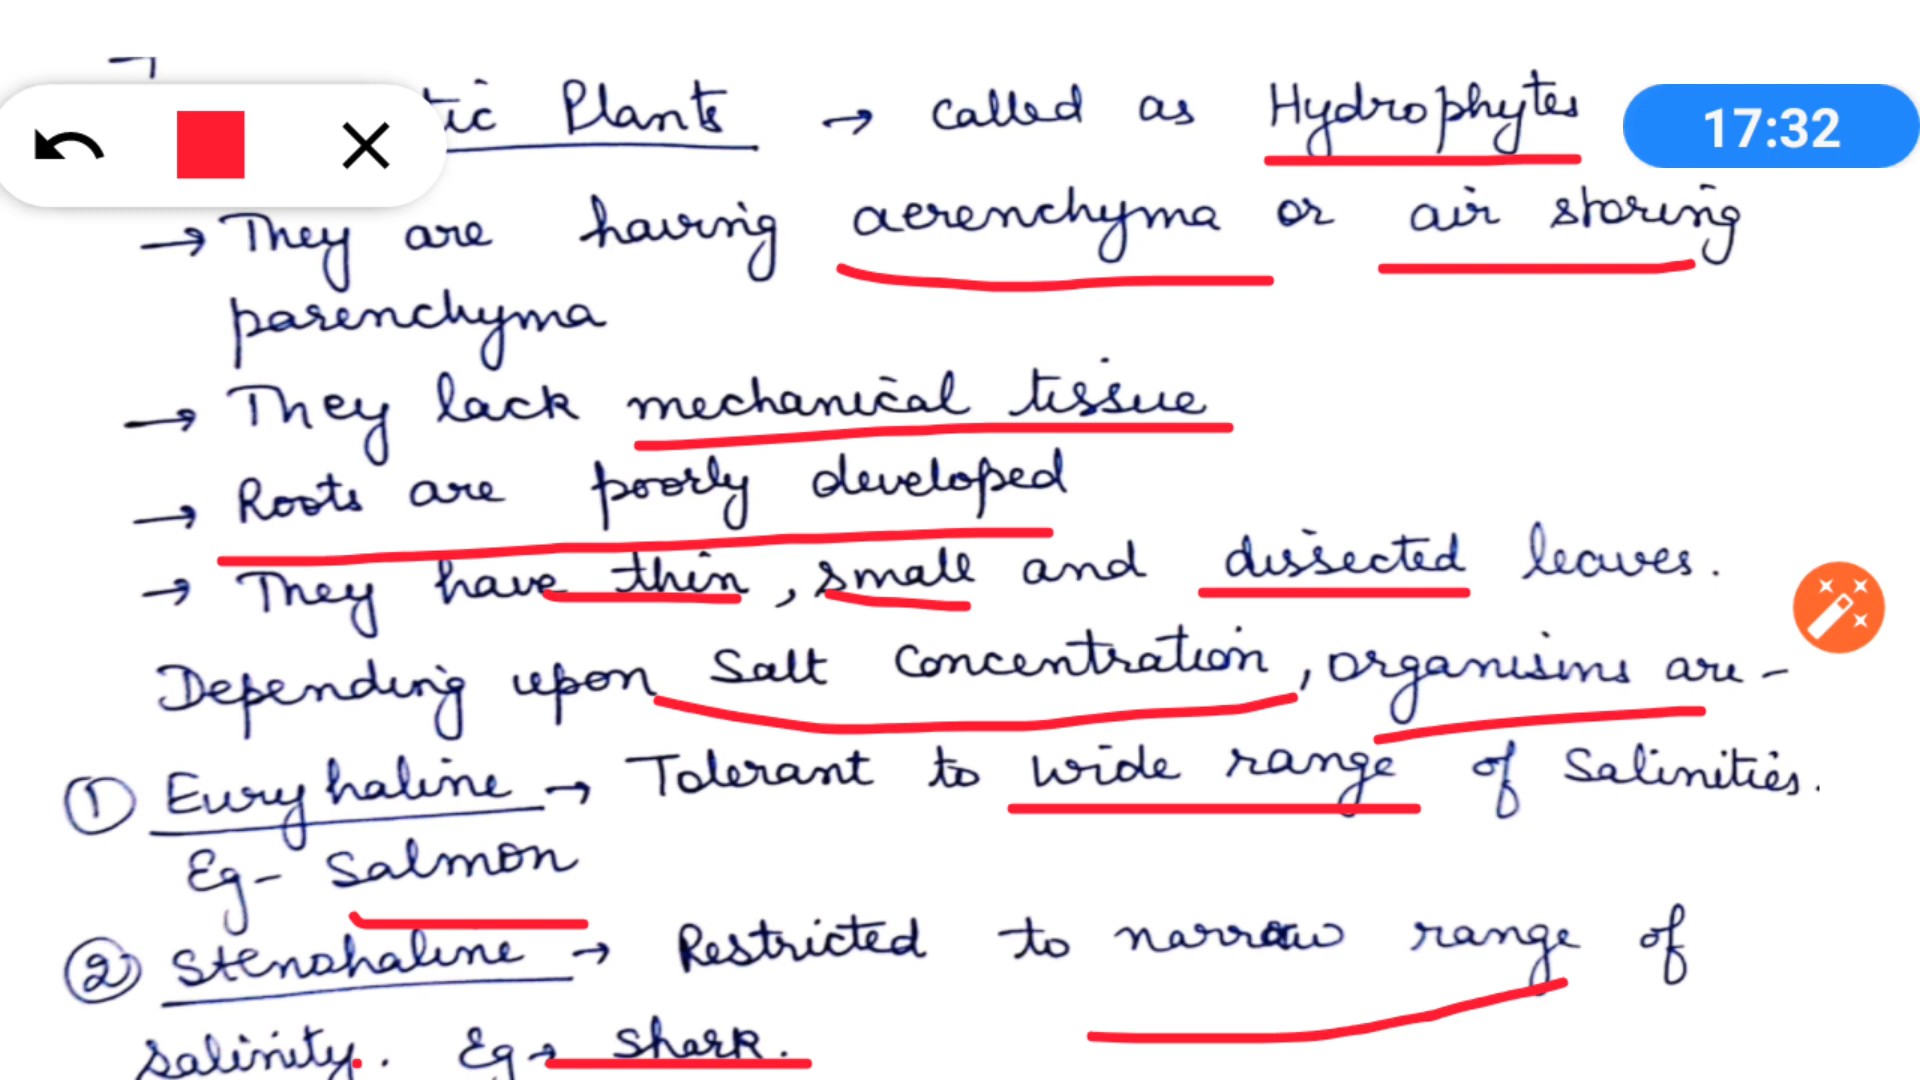 tic Plants → called as Hydrophytes 17:32
→ They are having aerenchyma or air storing
parenchyma
→ They lack mechanical tissue
→ Roots are poorly developed
→ They have thin, small and dissected leaves.
Depending upon Salt Concentration, organisms are -
① Euryhaline → Tolerant to wide range of Salinities.
Eg- Salmon
② Stenohaline → Restricted to narrow range of
salinity. Eg → Shark.